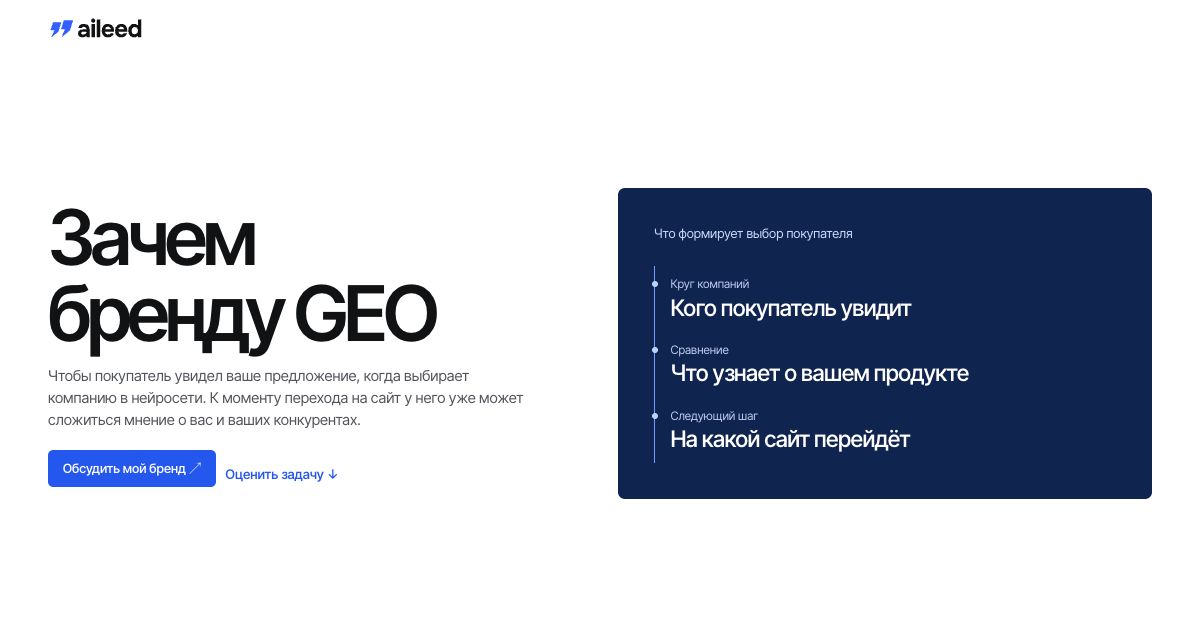 aileed
Зачем
бренду GEO
Чтобы покупатель увидел ваше предложение, когда выбирает
компанию в нейросети. К моменту перехода на сайт у него уже может
сложиться мнение о вас и ваших конкурентах.
Обсудить мой бренд ↗
Оценить задачу ↓
Что формирует выбор покупателя
Круг компаний
Кого покупатель увидит
Сравнение
Что узнает о вашем продукте
Следующий шаг
На какой сайт перейдёт